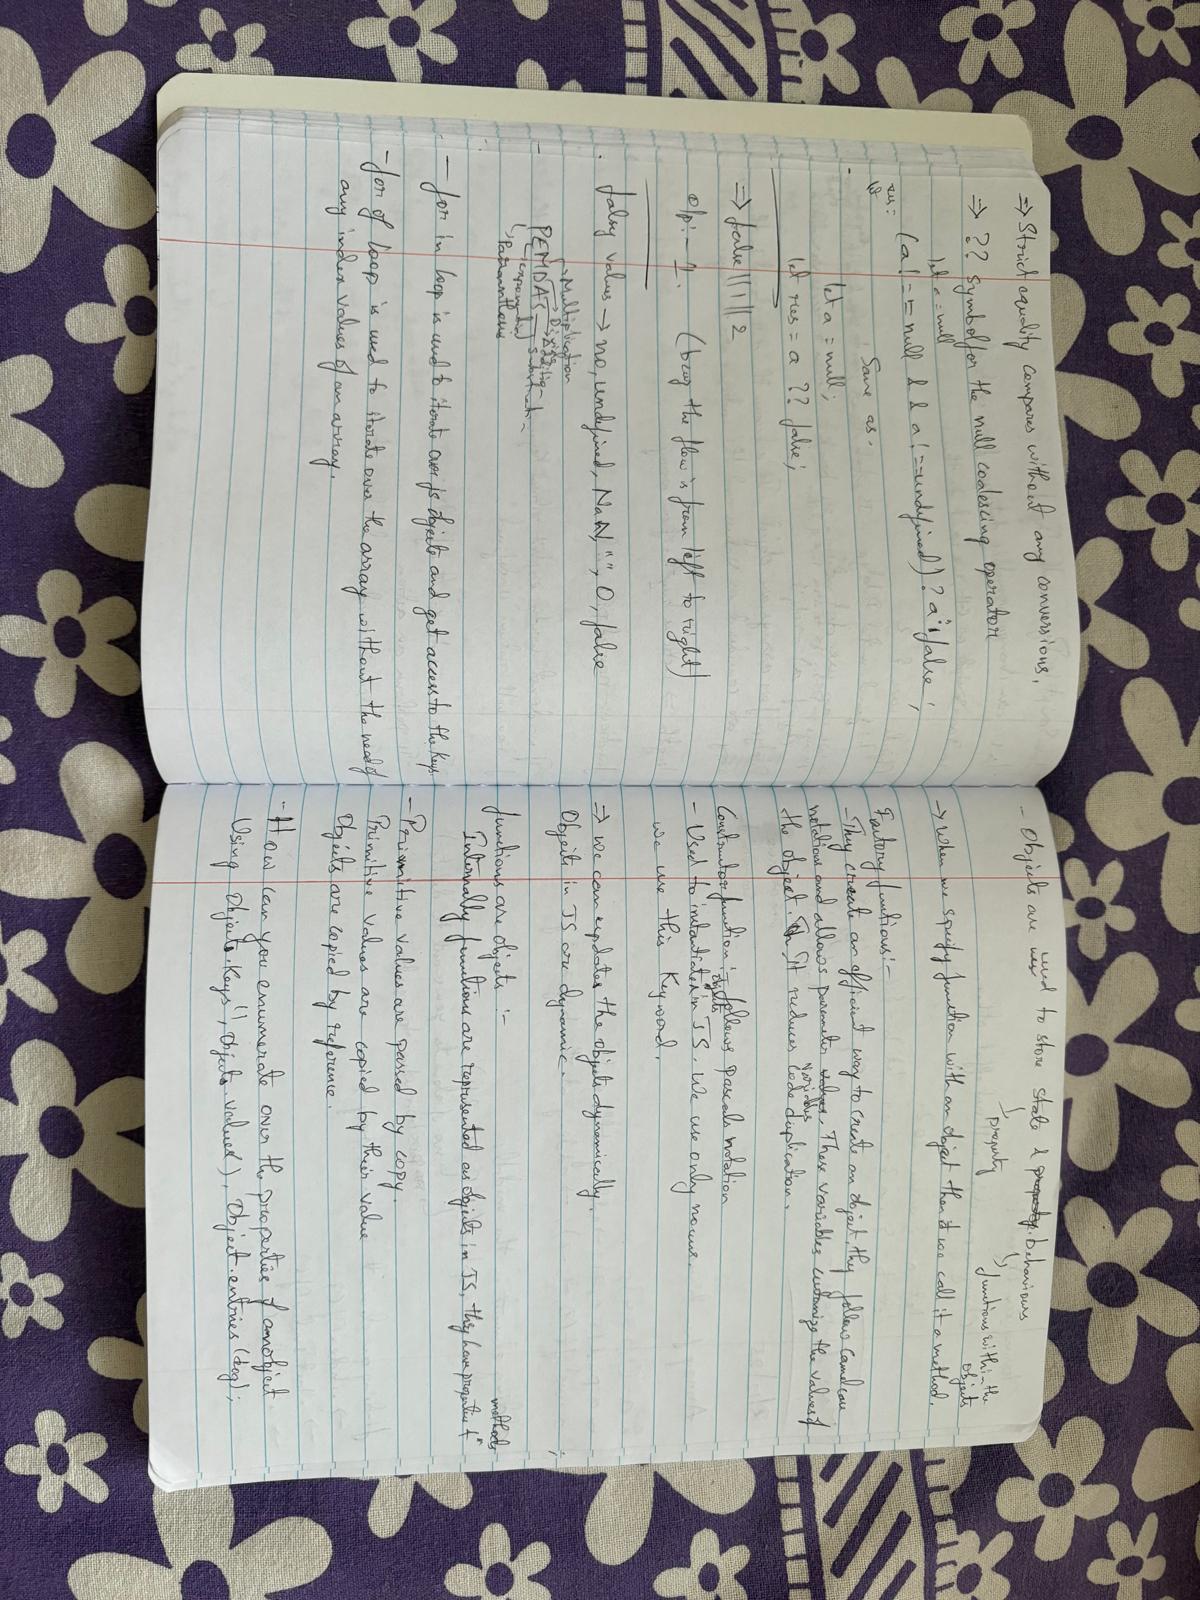 ⇒ Strict equality compares without any conversions.
⇒ ?? Symbol for the null coalescing operator
let a = null
(a !== null && a !== undefined) ? a : false ;
res :
Same as.
let a = null;
let res = a ?? false;
⇒ false || 1 || 2
O/p :- 1. (bcuz the flow is from left to right)
falsy values → no, undefined, NaN, "", 0, false
Multiplication
Divide
Addition
PEMDAS
Subtraction
exponential
Paranthesis
- for in loop is used to iterate over js objects and get access to the keys.
- for of loop is used to iterate over the array without the need of
any index values of an array.
- Objects are used to store state & property. behaviours
property
functions within the
objects
→ When we specify function with an object then it we call it a method.
Factory funtions :-
- They create an efficient way to create an object, they follow camel case
notations and allows parameter values. These variables customize the values of
variables
the object. It reduces code duplication.
Constructor function :- follows pascals notation
objects
- Used to instantiate in JS. We use only nouns.
we use this Keyword.
⇒ we can updates the objects dynamically.
Objects in JS are dynamic.
functions are objects :-
methods
Internally functions are represented as objects in JS, they have properties &
- Primitive values are passed by copy.
Primitive values are copied by their value
Objects are copied by reference.
- How can you enumerate over the properties of an object
Using Objects.Keys(), Objects.values(), Object.entries(dog);